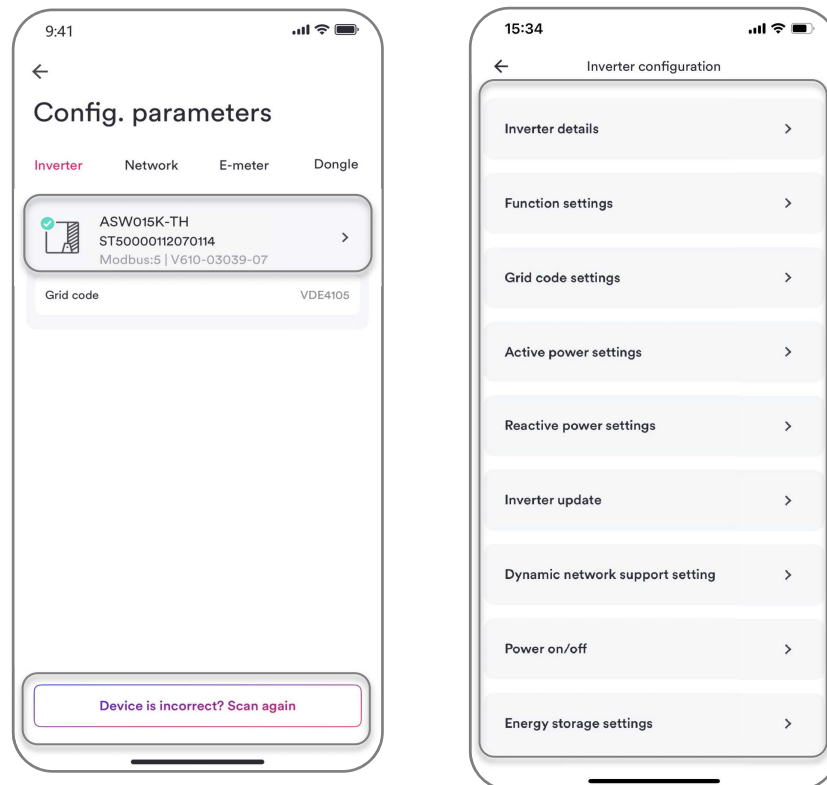 9:41
Config. parameters
Inverter Network E-meter Dongle
ASW015K-TH
ST50000112070114
Modbus:5 | V610-03039-07
Grid code VDE4105
Device is incorrect? Scan again
15:34
Inverter configuration
Inverter details
Function settings
Grid code settings
Active power settings
Reactive power settings
Inverter update
Dynamic network support setting
Power on/off
Energy storage settings